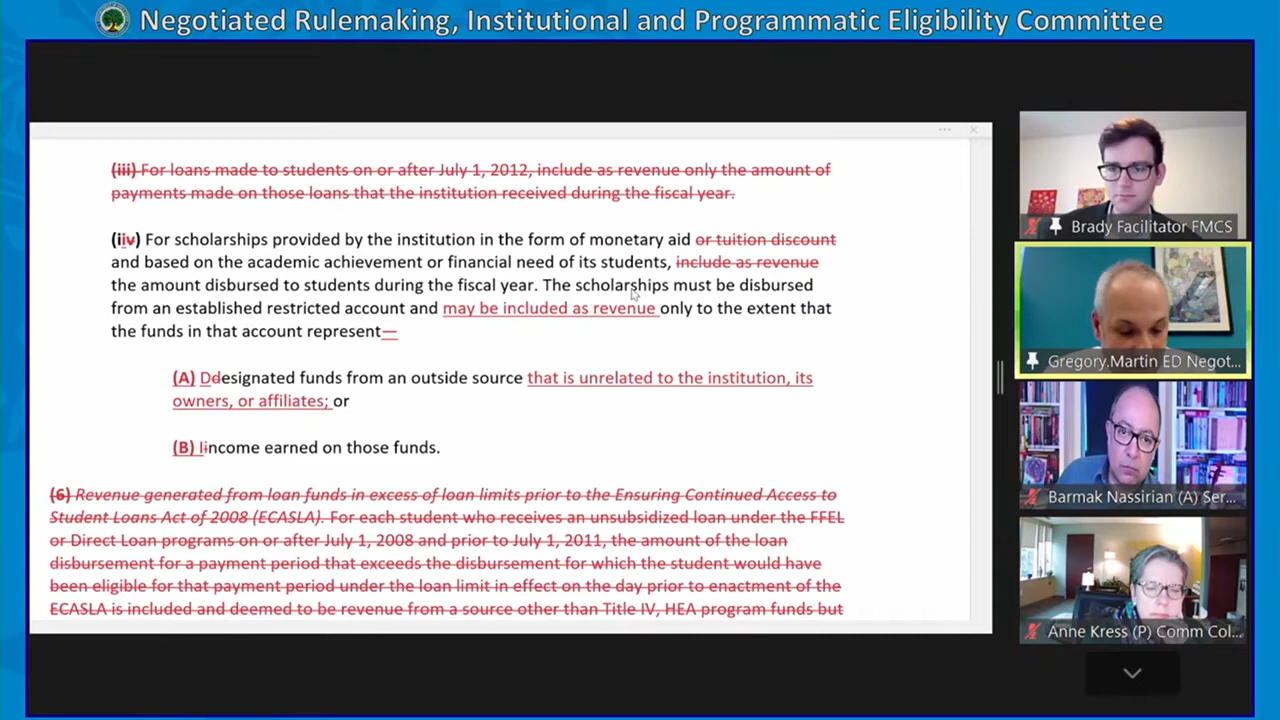 Negotiated Rulemaking, Institutional and Programmatic Eligibility Committee
(iii) For loans made to students on or after July 1, 2012, include as revenue only the amount of
payments made on those loans that the institution received during the fiscal year.
(iiv) For scholarships provided by the institution in the form of monetary aid or tuition discount
and based on the academic achievement or financial need of its students, include as revenue
the amount disbursed to students during the fiscal year. The scholarships must be disbursed
from an established restricted account and may be included as revenue only to the extent that
the funds in that account represent—
(A) Ddesignated funds from an outside source that is unrelated to the institution, its
owners, or affiliates; or
(B) Iincome earned on those funds.
(6) Revenue generated from loan funds in excess of loan limits prior to the Ensuring Continued Access to
Student Loans Act of 2008 (ECASLA). For each student who receives an unsubsidized loan under the FFEL
or Direct Loan programs on or after July 1, 2008 and prior to July 1, 2011, the amount of the loan
disbursement for a payment period that exceeds the disbursement for which the student would have
been eligible for that payment period under the loan limit in effect on the day prior to enactment of the
ECASLA is included and deemed to be revenue from a source other than Title IV, HEA program funds but
Brady Facilitator FMCS
Gregory.Martin ED Negot...
Barmak Nassirian (A) Ser...
Anne Kress (P) Comm Col...